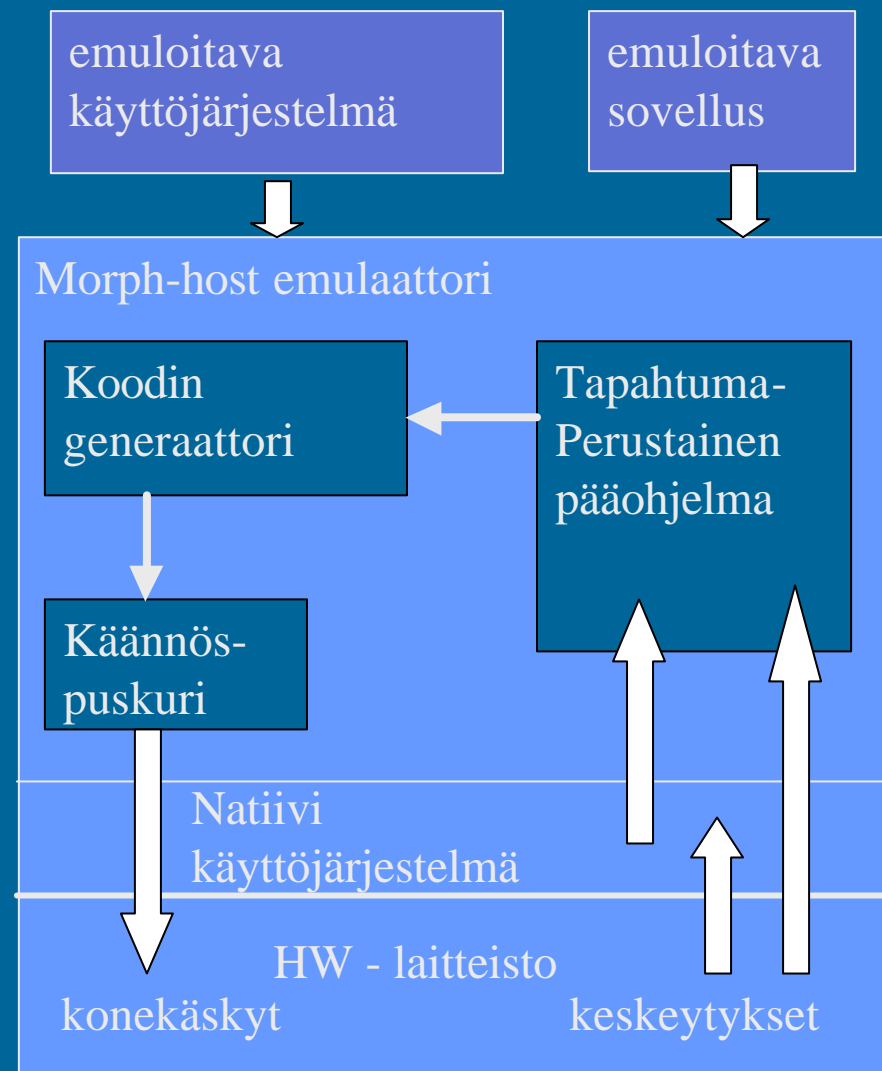 emuloitava
käyttöjärjestelmä
emuloitava
sovellus
Morph-host emulaattori
Koodin
generaattori
Tapahtuma-
Perustainen
pääohjelma
Käännös-
puskuri
Natiivi
käyttöjärjestelmä
HW - laitteisto
konekäskyt
keskeytykset